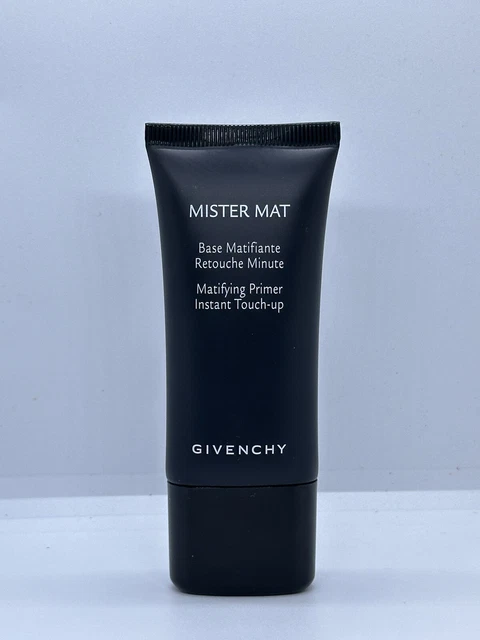 MISTER MAT
Base Matifiante
Retouche Minute
Matifying Primer
Instant Touch-up
GIVENCHY